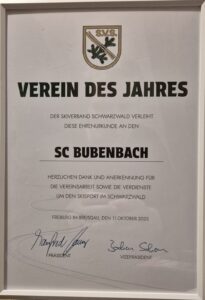 S.V.S.
VEREIN DES JAHRES
DER SKIVERBAND SCHWARZWALD VERLEIHT
DIESE EHRENURKUNDE AN DEN
SC BUBENBACH
HERZLICHEN DANK UND ANERKENNUNG FÜR
DIE VEREINSARBEIT SOWIE DIE VERDIENSTE
UM DEN SKISPORT IM SCHWARZWALD
FREIBURG IM BREISGAU, DEN 11.OKTOBER
PRÄSIDENT VIZEPRÄSIDENT